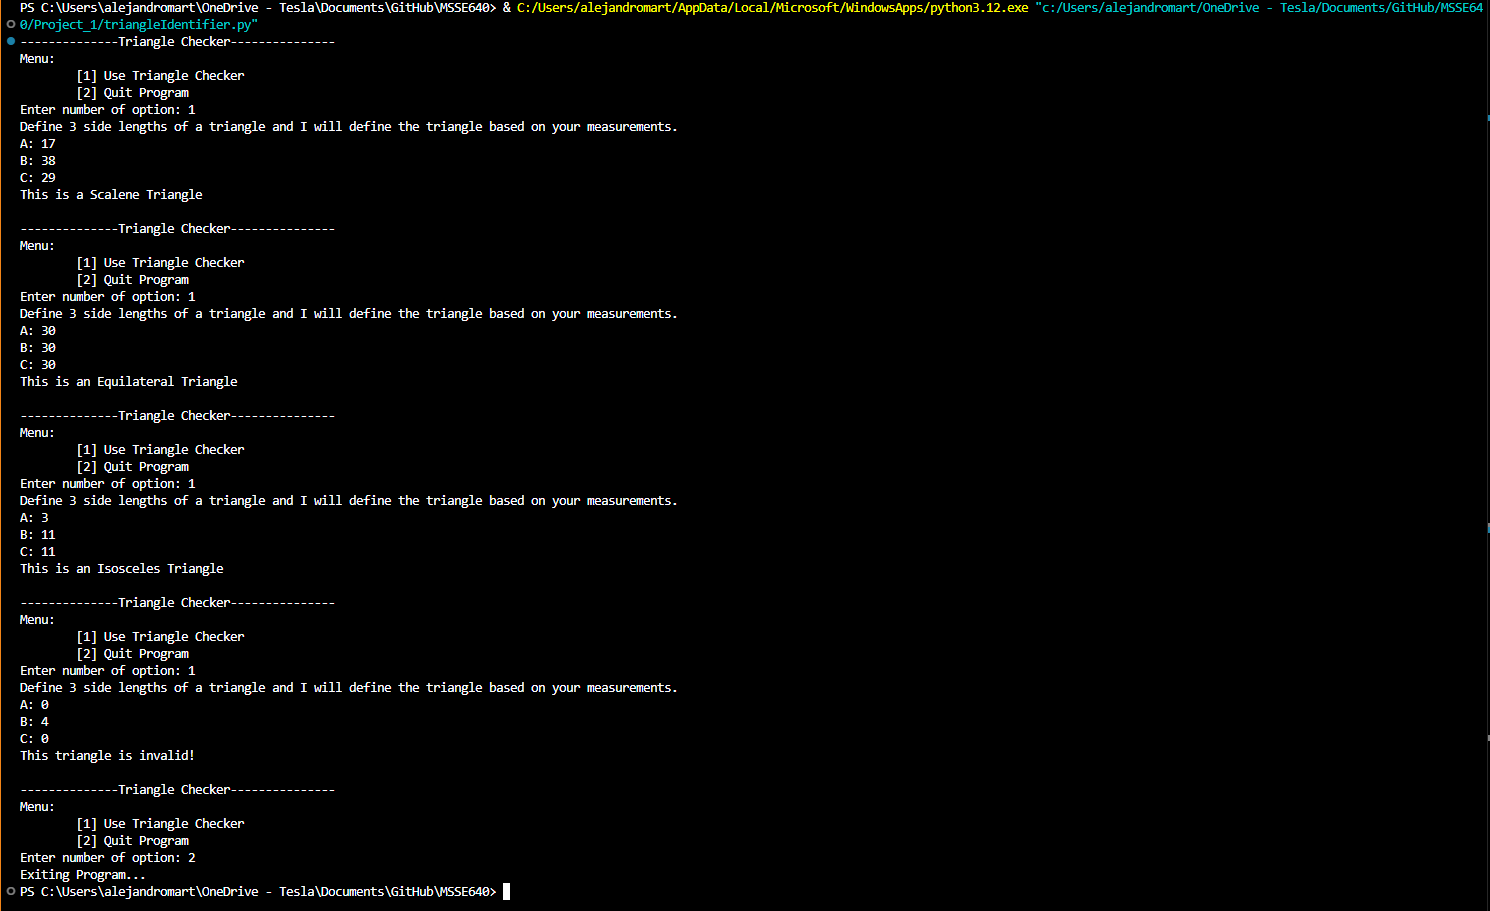 PS C:\Users\alejandromart\OneDrive - Tesla\Documents\GitHub\MSSE640> & C:/Users/alejandromart/AppData/Local/Microsoft/WindowsApps/python3.12.exe "c:/Users/alejandromart/OneDrive - Tesla/Documents/GitHub/MSSE64
0/Project_1/triangleIdentifier.py"
--------------Triangle Checker---------------
Menu:
        [1] Use Triangle Checker
        [2] Quit Program
Enter number of option: 1
Define 3 side lengths of a triangle and I will define the triangle based on your measurements.
A: 17
B: 38
C: 29
This is a Scalene Triangle

--------------Triangle Checker---------------
Menu:
        [1] Use Triangle Checker
        [2] Quit Program
Enter number of option: 1
Define 3 side lengths of a triangle and I will define the triangle based on your measurements.
A: 30
B: 30
C: 30
This is an Equilateral Triangle

--------------Triangle Checker---------------
Menu:
        [1] Use Triangle Checker
        [2] Quit Program
Enter number of option: 1
Define 3 side lengths of a triangle and I will define the triangle based on your measurements.
A: 3
B: 11
C: 11
This is an Isosceles Triangle

--------------Triangle Checker---------------
Menu:
        [1] Use Triangle Checker
        [2] Quit Program
Enter number of option: 1
Define 3 side lengths of a triangle and I will define the triangle based on your measurements.
A: 0
B: 4
C: 0
This triangle is invalid!

--------------Triangle Checker---------------
Menu:
        [1] Use Triangle Checker
        [2] Quit Program
Enter number of option: 2
Exiting Program...
PS C:\Users\alejandromart\OneDrive - Tesla\Documents\GitHub\MSSE640>